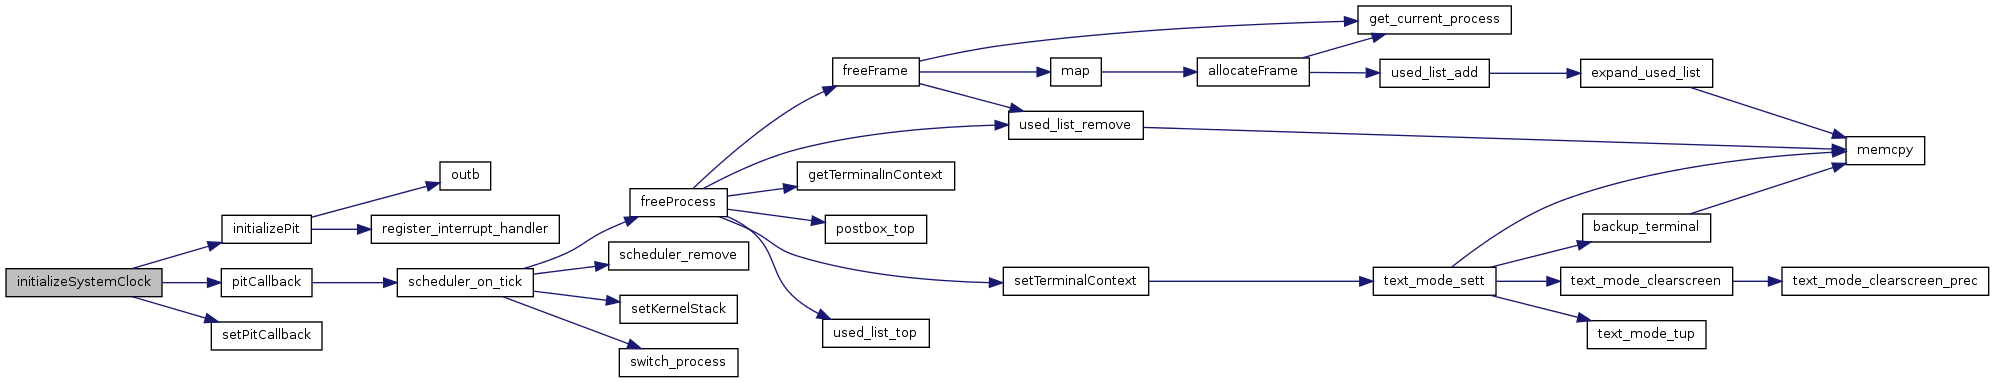 initializeSystemClock
initializePit
pitCallback
setPitCallback
outb
register_interrupt_handler
scheduler_on_tick
freeProcess
scheduler_remove
setKernelStack
switch_process
freeFrame
used_list_remove
getTerminalInContext
postbox_top
setTerminalContext
used_list_top
map
get_current_process
allocateFrame
used_list_add
expand_used_list
memcpy
text_mode_sett
backup_terminal
text_mode_clearscreen
text_mode_tup
text_mode_clearscreen_prec